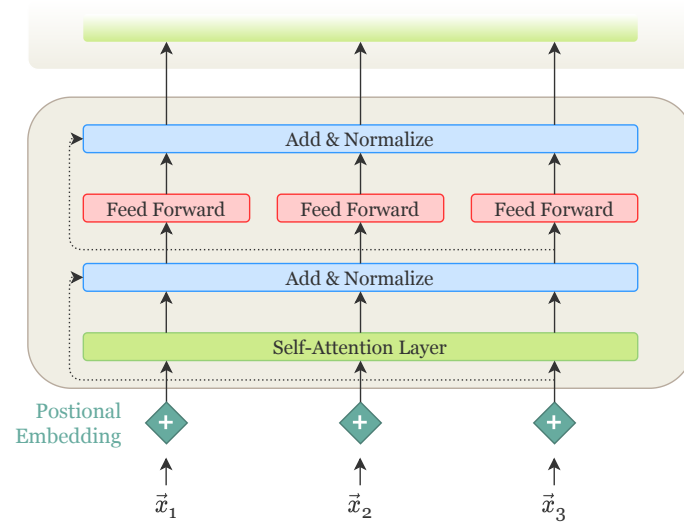 Add & Normalize
Feed Forward Feed Forward Feed Forward
Add & Normalize
Self-Attention Layer
Postional
Embedding
+ + +
x⃗₁ x⃗₂ x⃗₃